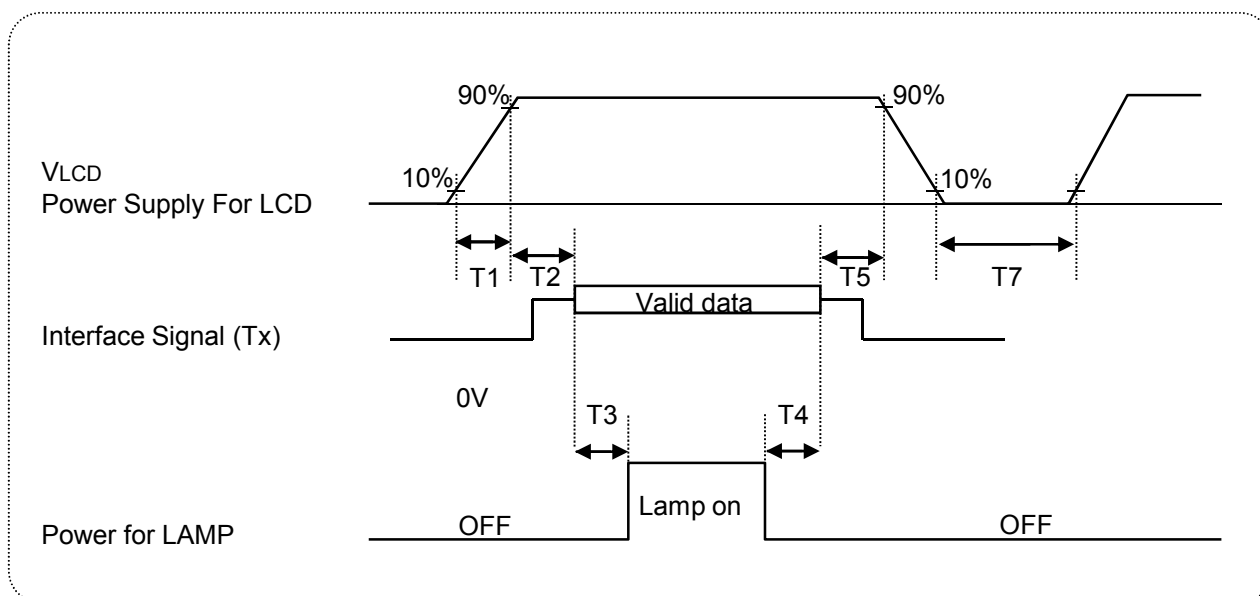 90% 90%
VLCD
10% 10%
Power Supply For LCD
T1 T2 T5 T7
Valid data
Interface Signal (Tx)
0V
T3 T4
Lamp on
Power for LAMP OFF OFF